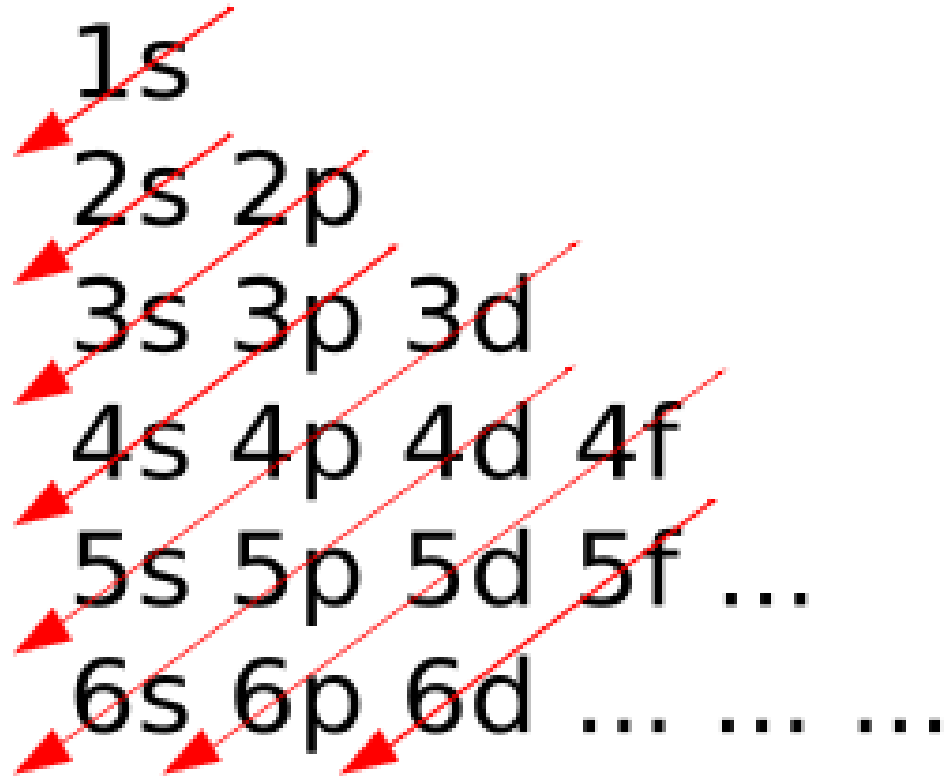 1s
2s 2p
3s 3p 3d
4s 4p 4d 4f
5s 5p 5d 5f ...
6s 6p 6d ... ... ...